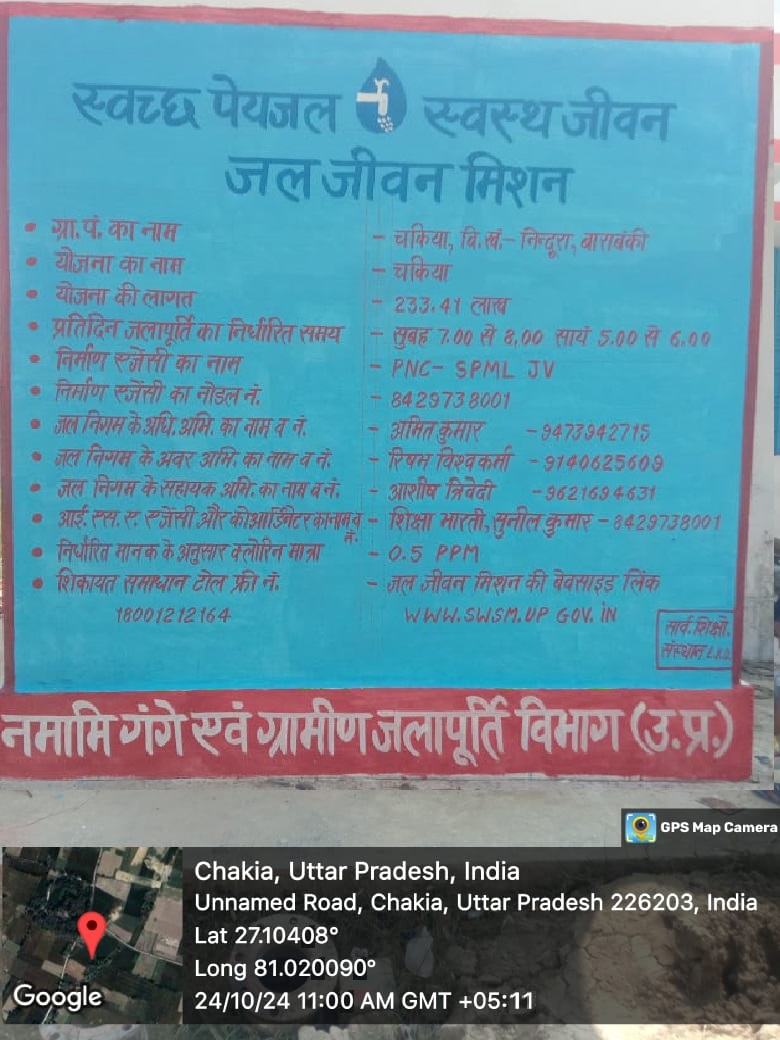 स्वच्छ पेयजल स्वस्थ जीवन
जल जीवन मिशन
• ग्रा.पं. का नाम - चकिया, वि.खं.- निन्दूरा, बाराबंकी
• योजना का नाम - चकिया
• योजना की लागत - 233.41 लाख
• प्रतिदिन जलापूर्ति का निर्धारित समय - सुबह 7.00 से 8.00 सायं 5.00 से 6.00
• निर्माण एजेंसी का नाम - PNC- SPML JV
• निर्माण एजेंसी का नोडल नं. - 8429738001
• जल निगम के अधि.अभि. का नाम व नं. - अमित कुमार -9473942715
• जल निगम के अवर अभि. का नाम व नं. - रिषभ विश्वकर्मा -9140625609
• जल निगम के सहायक अभि. का नाम व नं. - आशीष त्रिवेदी -9621694631
• आई. एस. ए. एजेंसी और कोआर्डिनेटर का नाम व नं. - शिक्षा भारती, सुनील कुमार - 8429738001
• निर्धारित मानक के अनुसार क्लोरिन मात्रा - 0.5 PPM
• शिकायत समाधान टोल फ्री नं. - जल जीवन मिशन की बेवसाइड लिंक
18001212164 WWW.SWSM.UP GOV.iN
सार्व. शिक्षो.
संस्थान L.K.O.
नमामि गंगे एवं ग्रामीण जलापूर्ति विभाग (उ.प्र.)
GPS Map Camera
Chakia, Uttar Pradesh, India
Unnamed Road, Chakia, Uttar Pradesh 226203, India
Lat 27.10408°
Long 81.020090°
24/10/24 11:00 AM GMT +05:11
Google